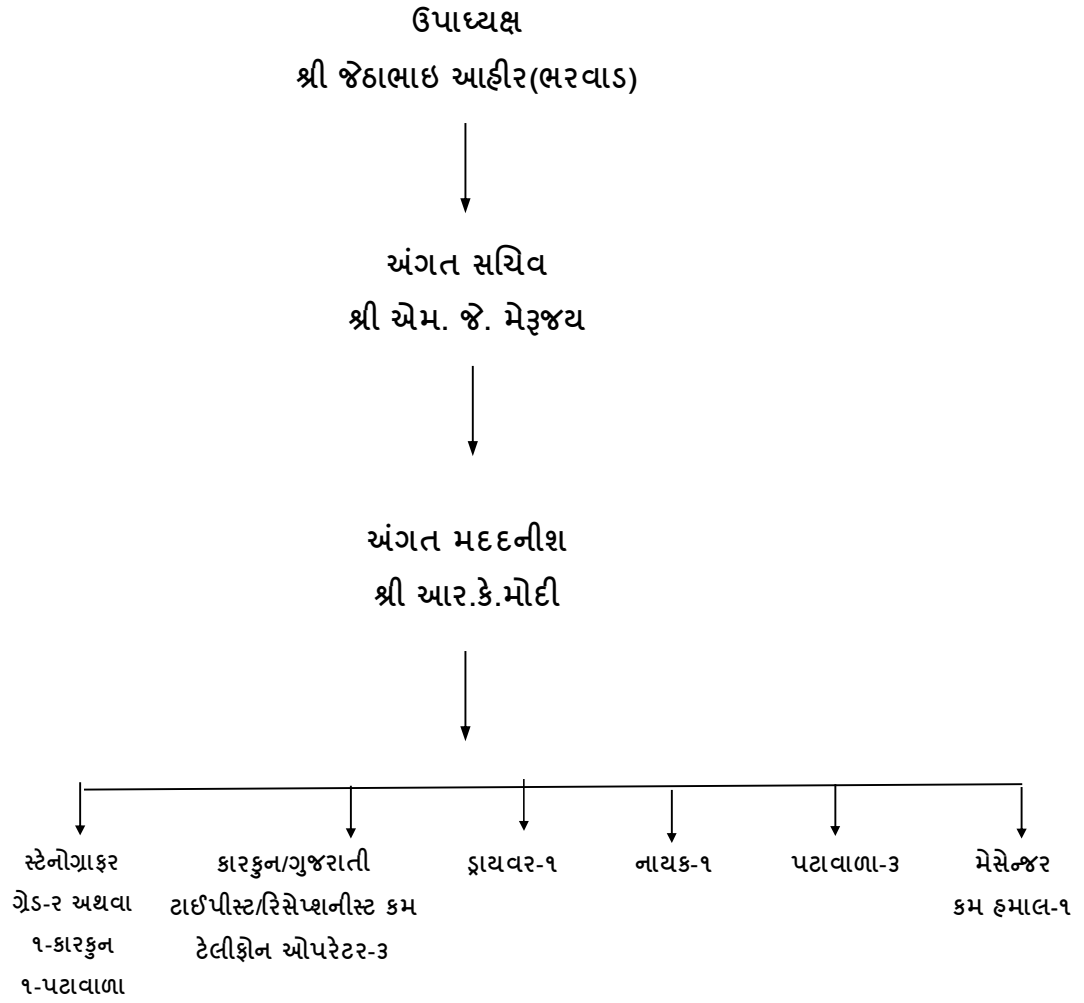 ઉપાધ્યક્ષ
શ્રી જેઠાભાઇ આહીર(ભરવાડ)
અંગત સચિવ
શ્રી એમ. જે. મેરૂજય
અંગત મદદનીશ
શ્રી આર.કે.મોદી
સ્ટેનોગ્રાફર
ગ્રેડ-૨ અથવા
૧-કારકુન
૧-પટાવાળા
કારકુન/ગુજરાતી
ટાઈપીસ્ટ/રિસેપ્શનીસ્ટ કમ
ટેલીફોન ઓપરેટર-૩
ડ્રાયવર-૧
નાયક-૧
પટાવાળા-૩
મેસેન્જર
કમ હમાલ-૧